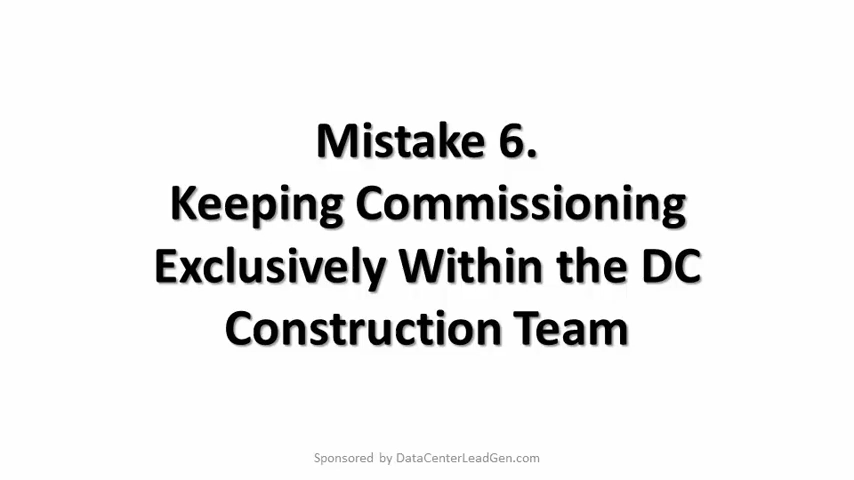 Mistake 6.
Keeping Commissioning
Exclusively Within the DC
Construction Team
Sponsored by DataCenterLeadGen.com